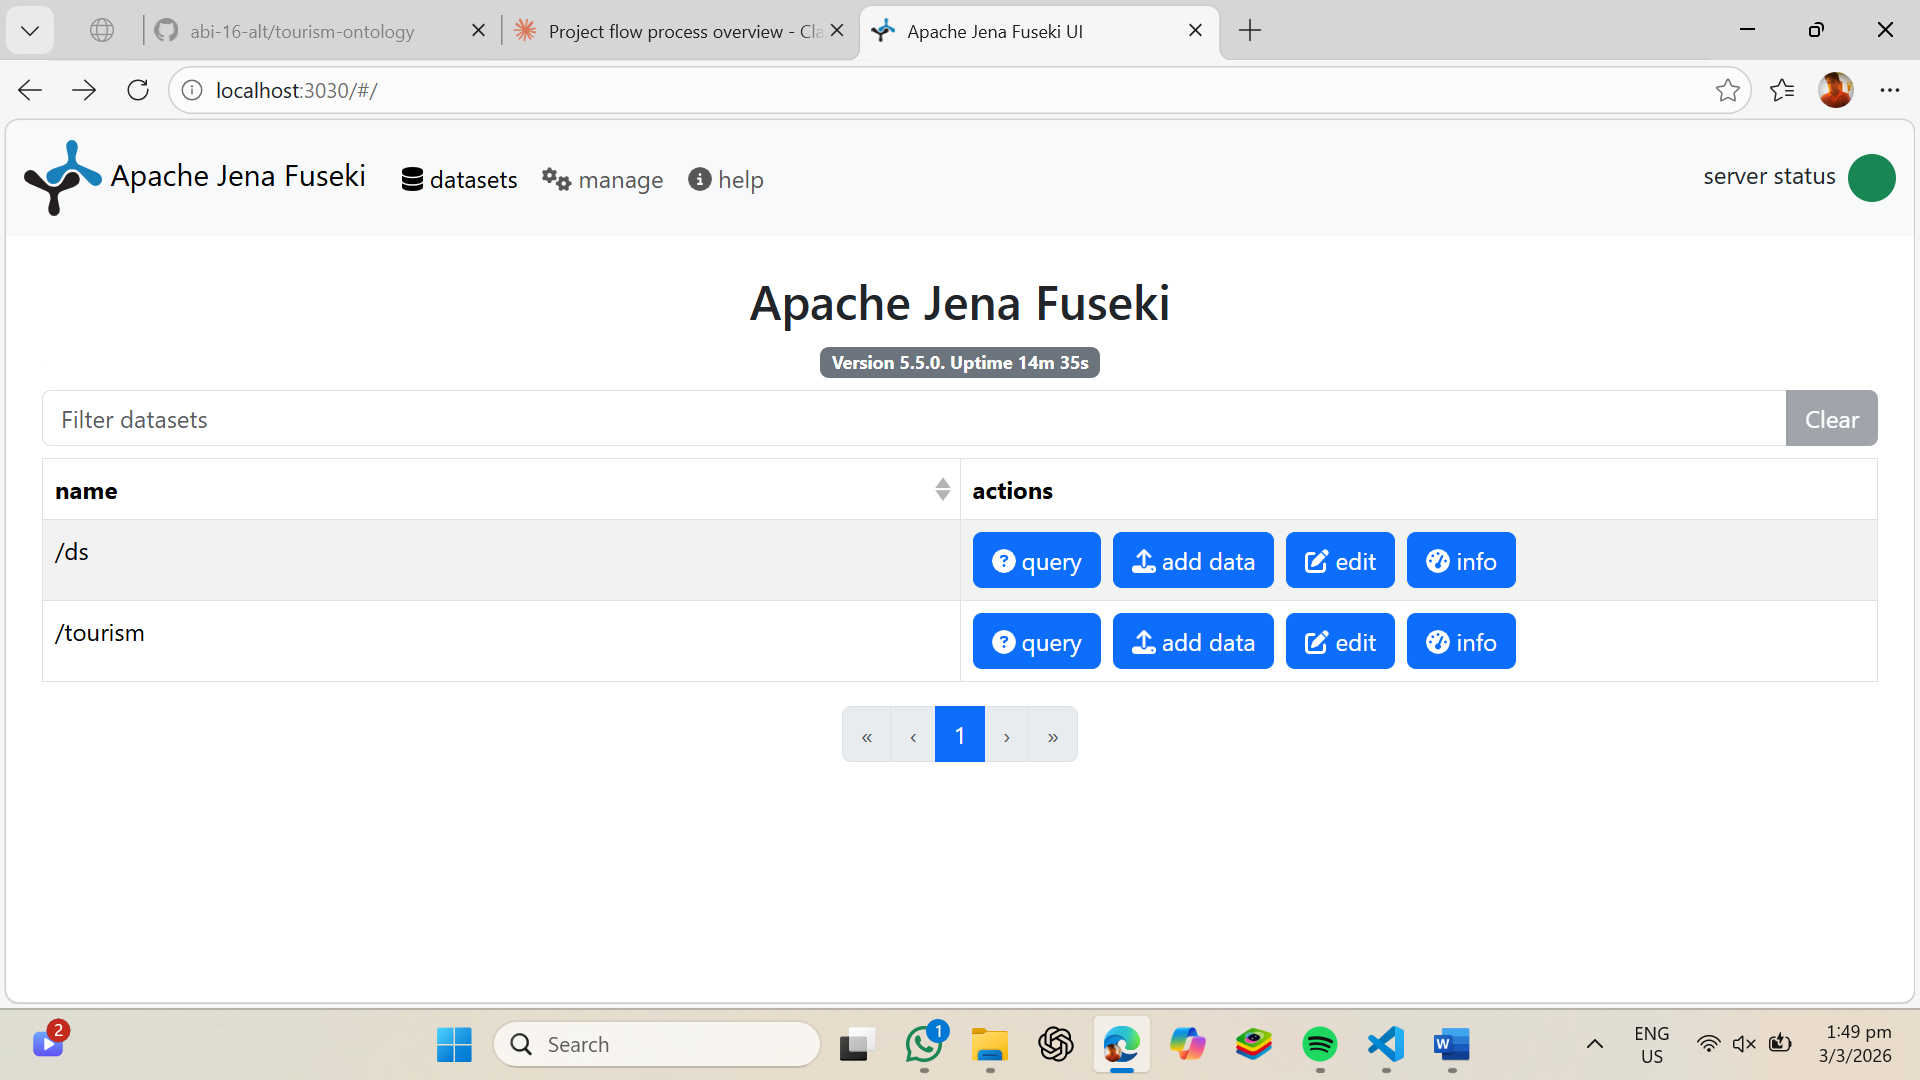 abi-16-alt/tourism-ontology
Project flow process overview - Cla
Apache Jena Fuseki UI
localhost:3030/#/
Apache Jena Fuseki
datasets
manage
help
server status
Apache Jena Fuseki
Version 5.5.0. Uptime 14m 35s
Filter datasets
Clear
name
actions
/ds
query
add data
edit
info
/tourism
query
add data
edit
info
«
‹
1
›
»
2
Search
1
W
ENG
US
1:49 pm
3/3/2026